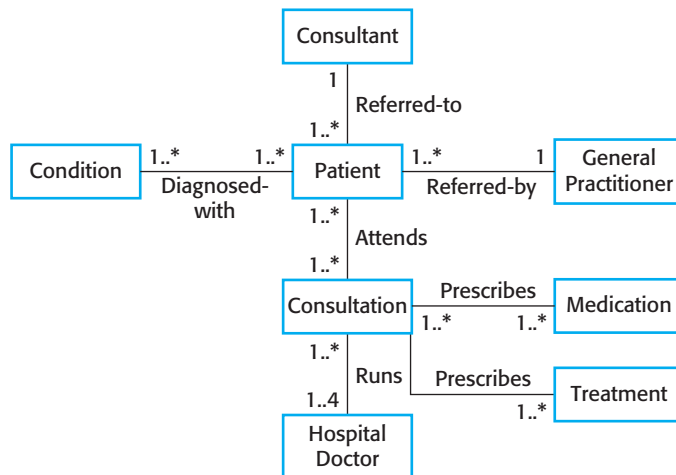 Consultant
1
Referred-to
1..*
Condition
1..*
1..*
Diagnosed-
with
Patient
1..*
1
Referred-by
General
Practitioner
1..*
Attends
1..*
Consultation
Prescribes
1..*
1..*
Medication
1..*
Runs
1..4
Prescribes
1..*
Treatment
Hospital
Doctor